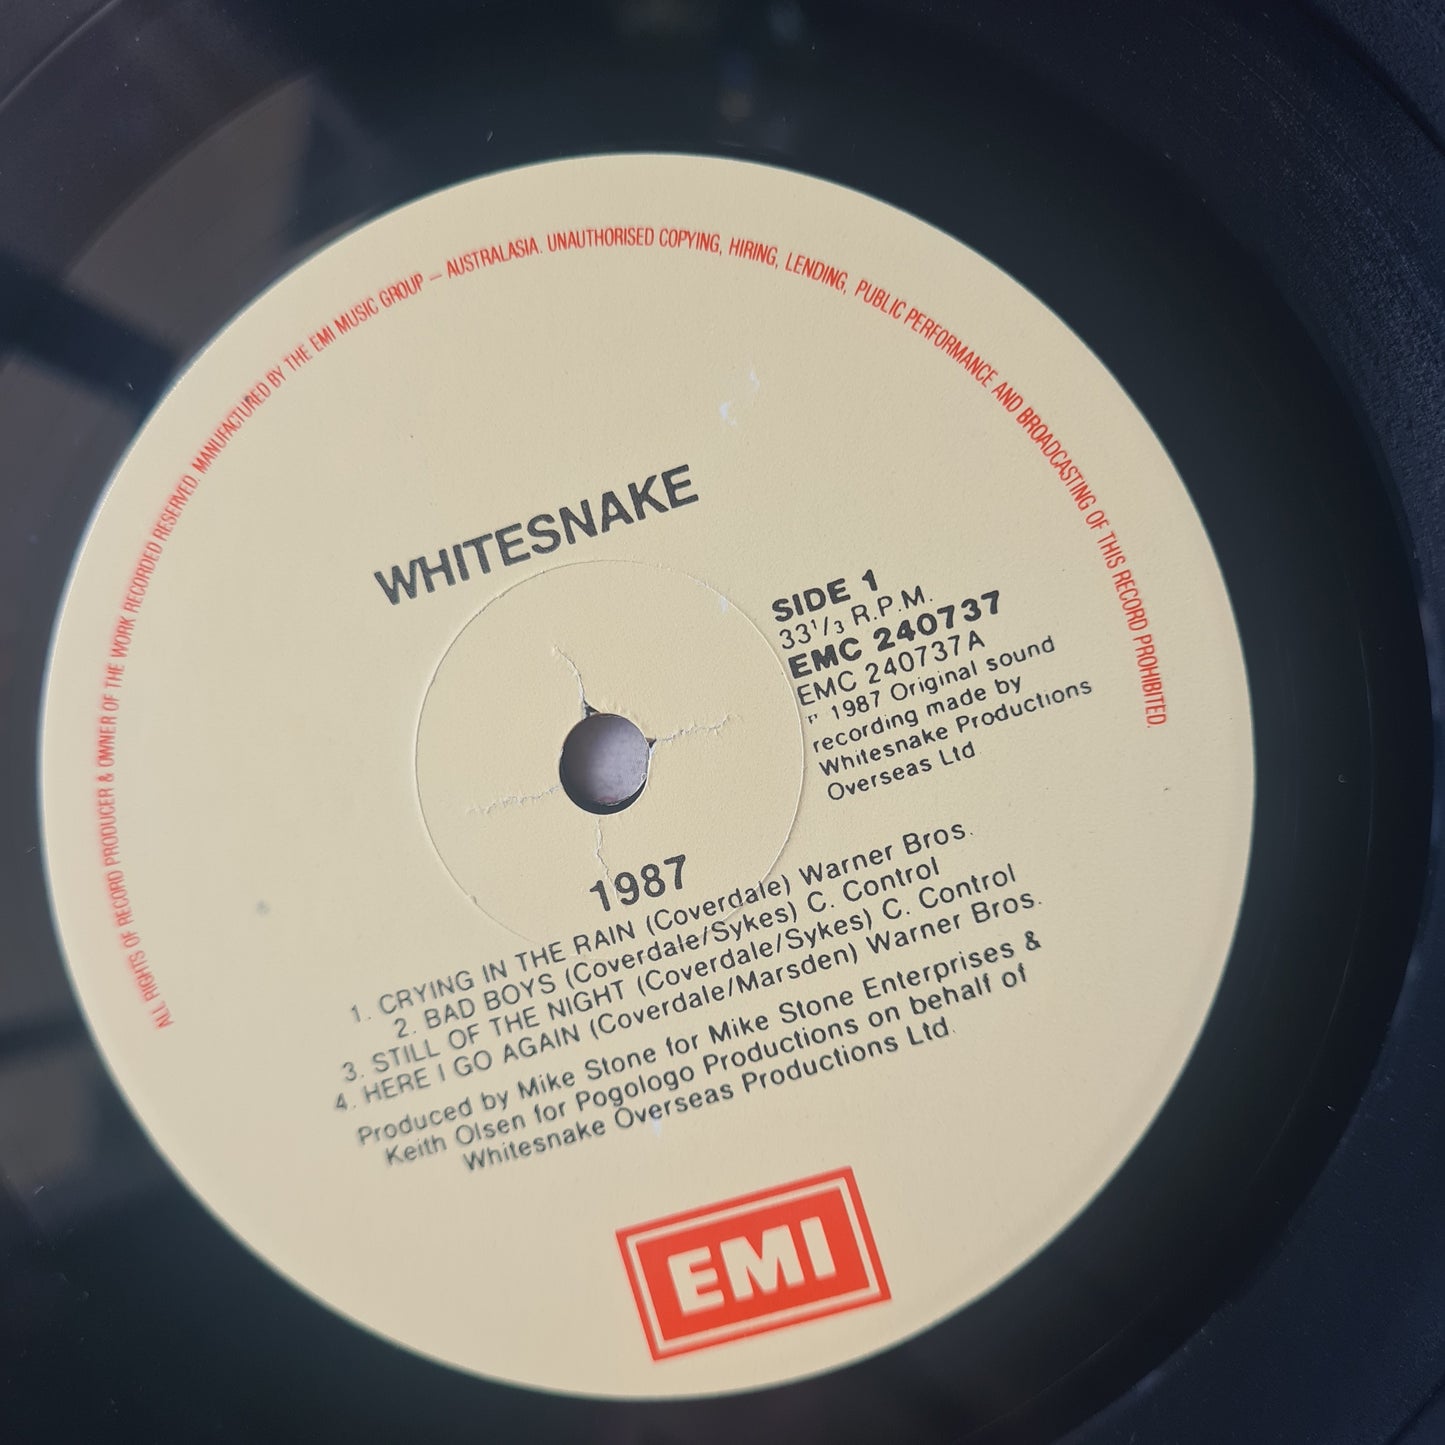 ALL RIGHTS OF RECORD PRODUCER & OWNER OF THE WORK RECORDED RESERVED. MANUFACTURED BY THE EMI MUSIC GROUP – AUSTRALASIA. UNAUTHORISED COPYING, HIRING, LENDING, PUBLIC PERFORMANCE AND BROADCASTING OF THIS RECORD PROHIBITED.
WHITESNAKE
SIDE 1
33⅓ R.P.M.
EMC 240737
EMC 240737A
℗ 1987 Original sound
recording made by
Whitesnake Productions
Overseas Ltd.
1987
1. CRYING IN THE RAIN (Coverdale) Warner Bros.
2. BAD BOYS (Coverdale/Sykes) C. Control
3. STILL OF THE NIGHT (Coverdale/Sykes) C. Control
4. HERE I GO AGAIN (Coverdale/Marsden) Warner Bros.
Produced by Mike Stone for Mike Stone Enterprises &
Keith Olsen for Pogologo Productions on behalf of
Whitesnake Overseas Productions Ltd.
EMI